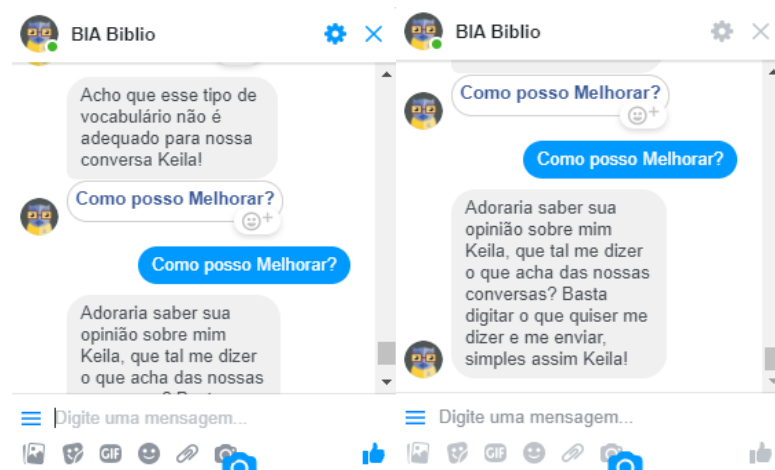 BIA Biblio
Acho que esse tipo de
vocabulário não é
adequado para nossa
conversa Keila!
Como posso Melhorar?
Como posso Melhorar?
Adoraria saber sua
opinião sobre mim
Keila, que tal me dizer
o que acha das nossas
Digite uma mensagem...
GIF
BIA Biblio
Como posso Melhorar?
Como posso Melhorar?
Adoraria saber sua
opinião sobre mim
Keila, que tal me dizer
o que acha das nossas
conversas? Basta
digitar o que quiser me
dizer e me enviar,
simples assim Keila!
Digite uma mensagem...
GIF